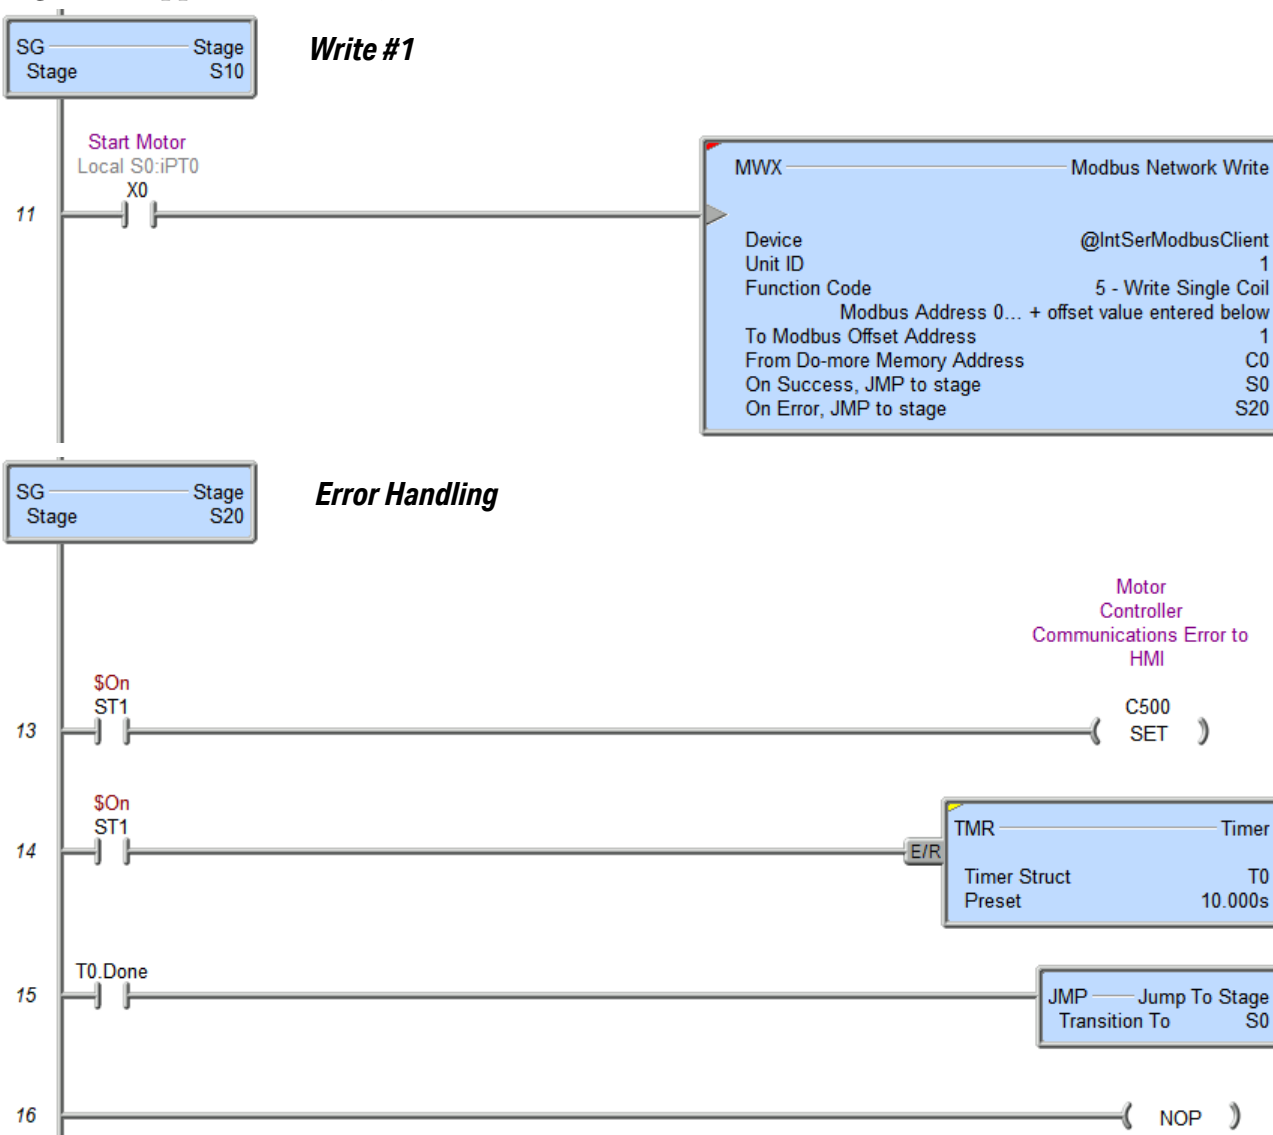 SG Stage
Stage S10
Write #1
Start Motor
Local S0:iPT0
X0
11
MWX Modbus Network Write
Device @IntSerModbusClient
Unit ID 1
Function Code 5 - Write Single Coil
Modbus Address 0... + offset value entered below
To Modbus Offset Address 1
From Do-more Memory Address C0
On Success, JMP to stage S0
On Error, JMP to stage S20
SG Stage
Stage S20
Error Handling
Motor
Controller
Communications Error to
HMI
$On
ST1
C500
13
SET
$On
ST1
14
E/R
TMR Timer
Timer Struct T0
Preset 10.000s
T0.Done
15
JMP Jump To Stage
Transition To S0
16
NOP